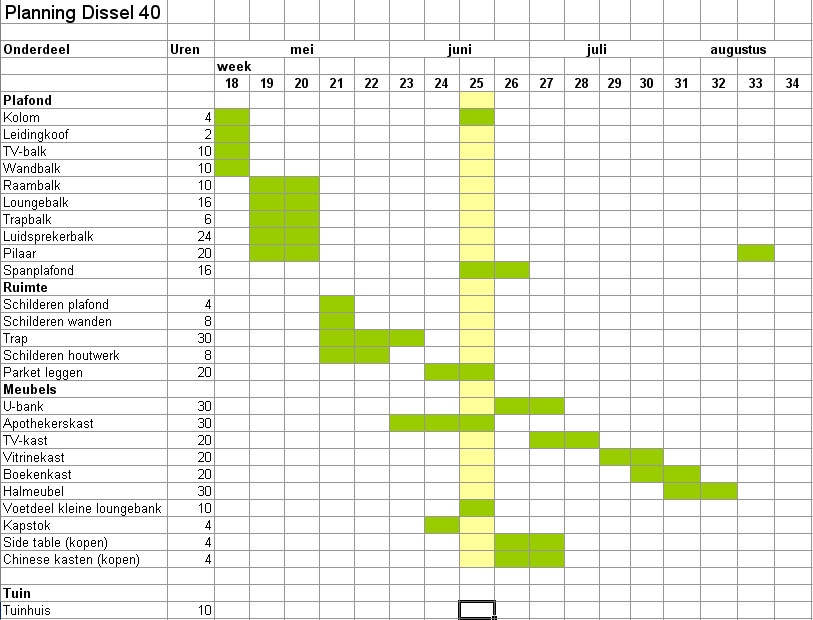 Planning Dissel 40
Onderdeel Uren mei juni juli augustus
week
18 19 20 21 22 23 24 25 26 27 28 29 30 31 32 33 34
Plafond
Kolom 4
Leidingkoof 2
TV-balk 10
Wandbalk 10
Raambalk 10
Loungebalk 16
Trapbalk 6
Luidsprekerbalk 24
Pilaar 20
Spanplafond 16
Ruimte
Schilderen plafond 4
Schilderen wanden 8
Trap 30
Schilderen houtwerk 8
Parket leggen 20
Meubels
U-bank 30
Apothekerskast 30
TV-kast 20
Vitrinekast 20
Boekenkast 20
Halmeubel 30
Voetdeel kleine loungebank 10
Kapstok 4
Side table (kopen) 4
Chinese kasten (kopen) 4
Tuin
Tuinhuis 10